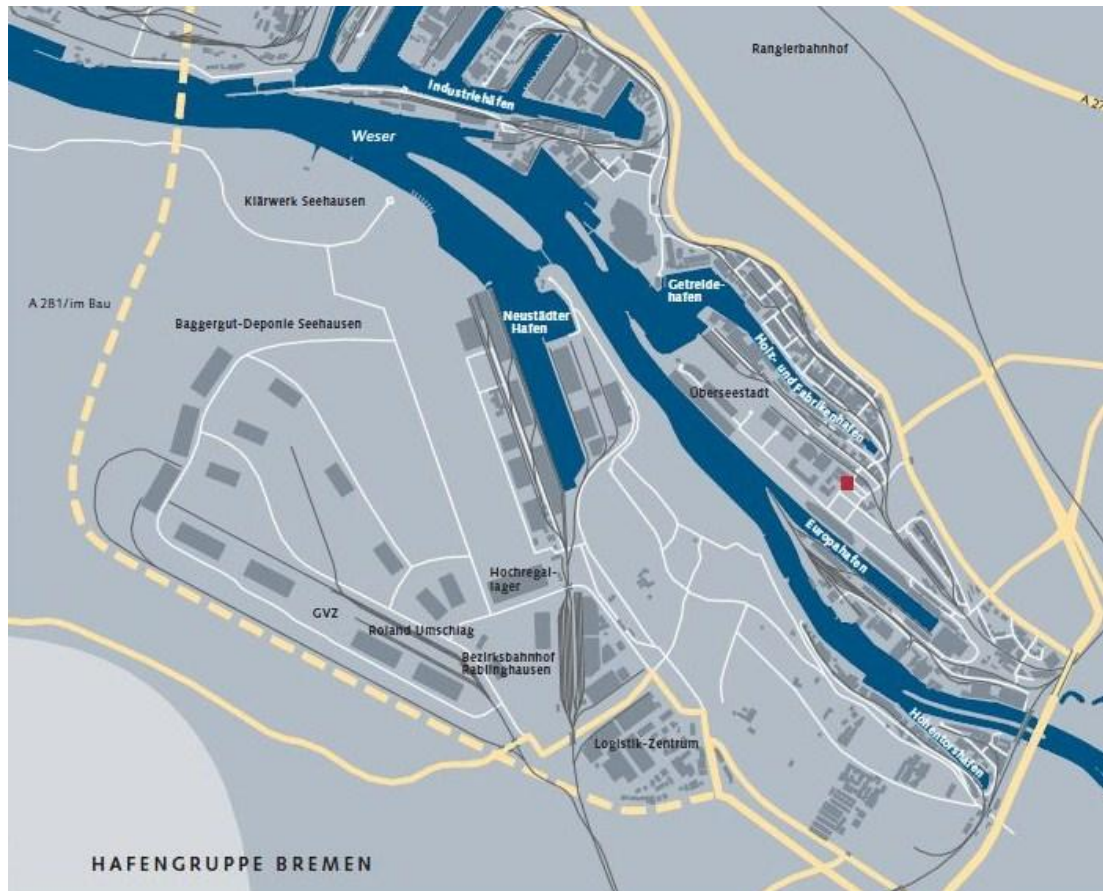 Rangierbahnhof
A 27
Industriehäfen
Weser
Klärwerk Seehausen
Getreide-
hafen
A 281/im Bau
Neustädter
Hafen
Baggergut-Deponie Seehausen
Holz- und Fabrikenhafen
Überseestadt
Europahafen
Hochregal-
lager
GVZ
Roland Umschlag
Bezirksbahnhof
Rablinghausen
Hohentorshafen
Logistik-Zentrum
HAFENGRUPPE BREMEN